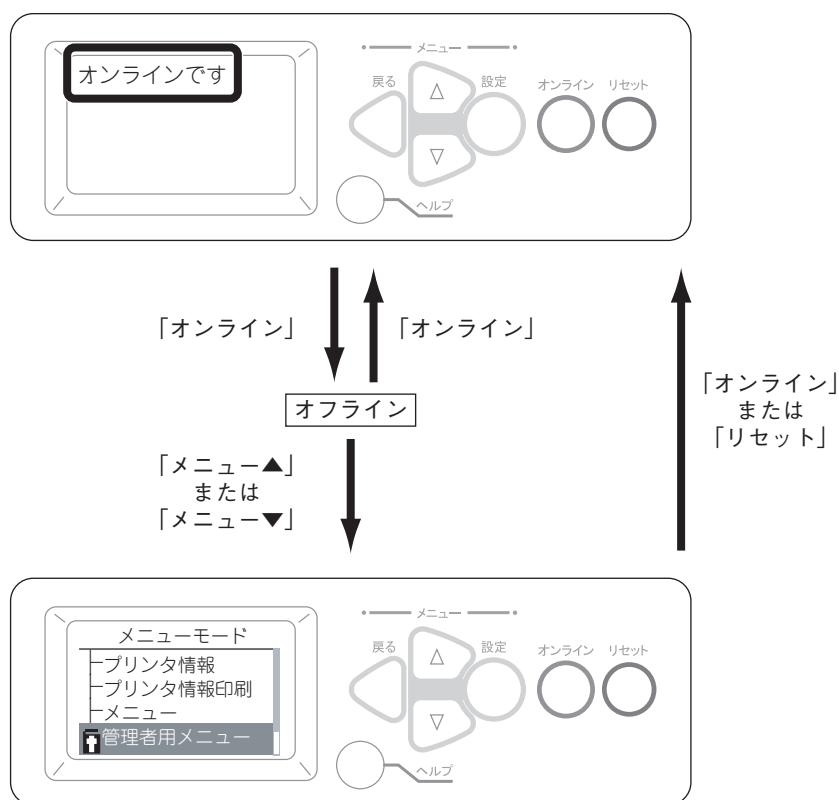 オンラインです
メニュー
戻る
設定
オンライン
リセット
ヘルプ
「オンライン」
「オンライン」
オフライン
「メニュー▲」
または
「メニュー▼」
「オンライン」
または
「リセット」
メニューモード
プリンタ情報
プリンタ情報印刷
メニュー
管理者用メニュー
メニュー
戻る
設定
オンライン
リセット
ヘルプ